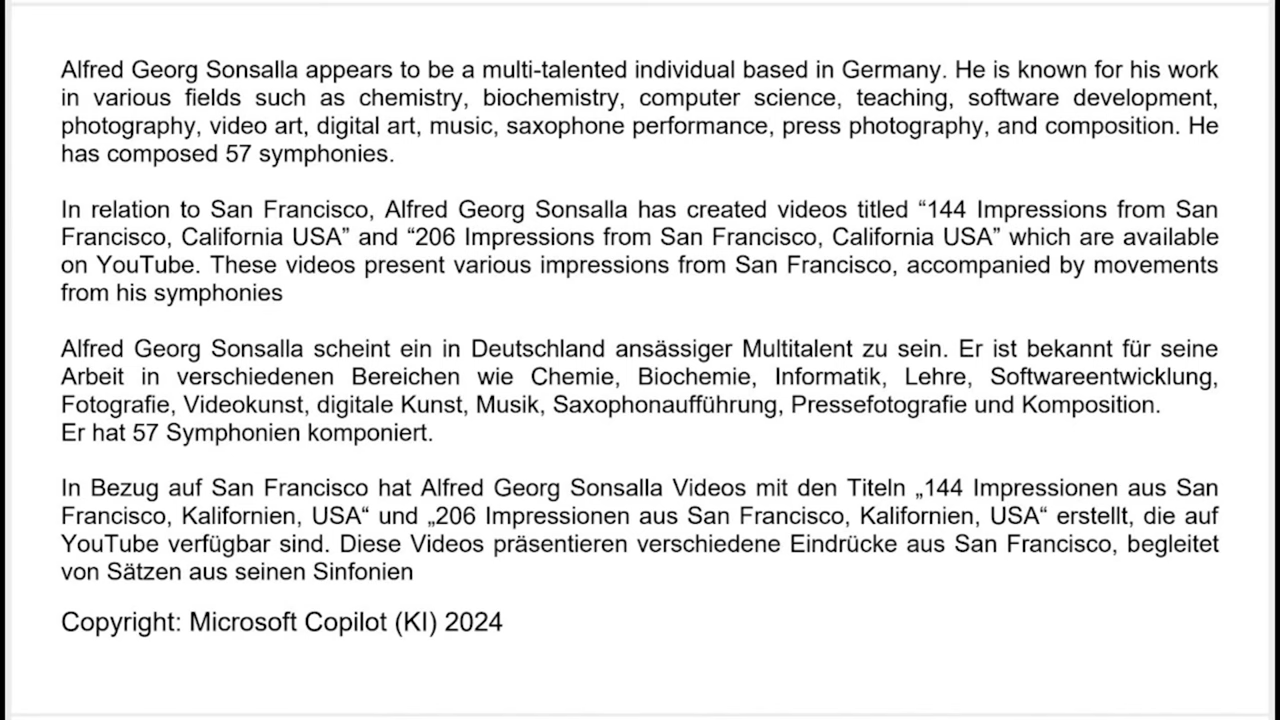 Alfred Georg Sonsalla appears to be a multi-talented individual based in Germany. He is known for his work
in various fields such as chemistry, biochemistry, computer science, teaching, software development,
photography, video art, digital art, music, saxophone performance, press photography, and composition. He
has composed 57 symphonies.
In relation to San Francisco, Alfred Georg Sonsalla has created videos titled “144 Impressions from San
Francisco, California USA” and “206 Impressions from San Francisco, California USA” which are available
on YouTube. These videos present various impressions from San Francisco, accompanied by movements
from his symphonies
Alfred Georg Sonsalla scheint ein in Deutschland ansässiger Multitalent zu sein. Er ist bekannt für seine
Arbeit in verschiedenen Bereichen wie Chemie, Biochemie, Informatik, Lehre, Softwareentwicklung,
Fotografie, Videokunst, digitale Kunst, Musik, Saxophonaufführung, Pressefotografie und Komposition.
Er hat 57 Symphonien komponiert.
In Bezug auf San Francisco hat Alfred Georg Sonsalla Videos mit den Titeln „144 Impressionen aus San
Francisco, Kalifornien, USA“ und „206 Impressionen aus San Francisco, Kalifornien, USA“ erstellt, die auf
YouTube verfügbar sind. Diese Videos präsentieren verschiedene Eindrücke aus San Francisco, begleitet
von Sätzen aus seinen Sinfonien
Copyright: Microsoft Copilot (KI) 2024